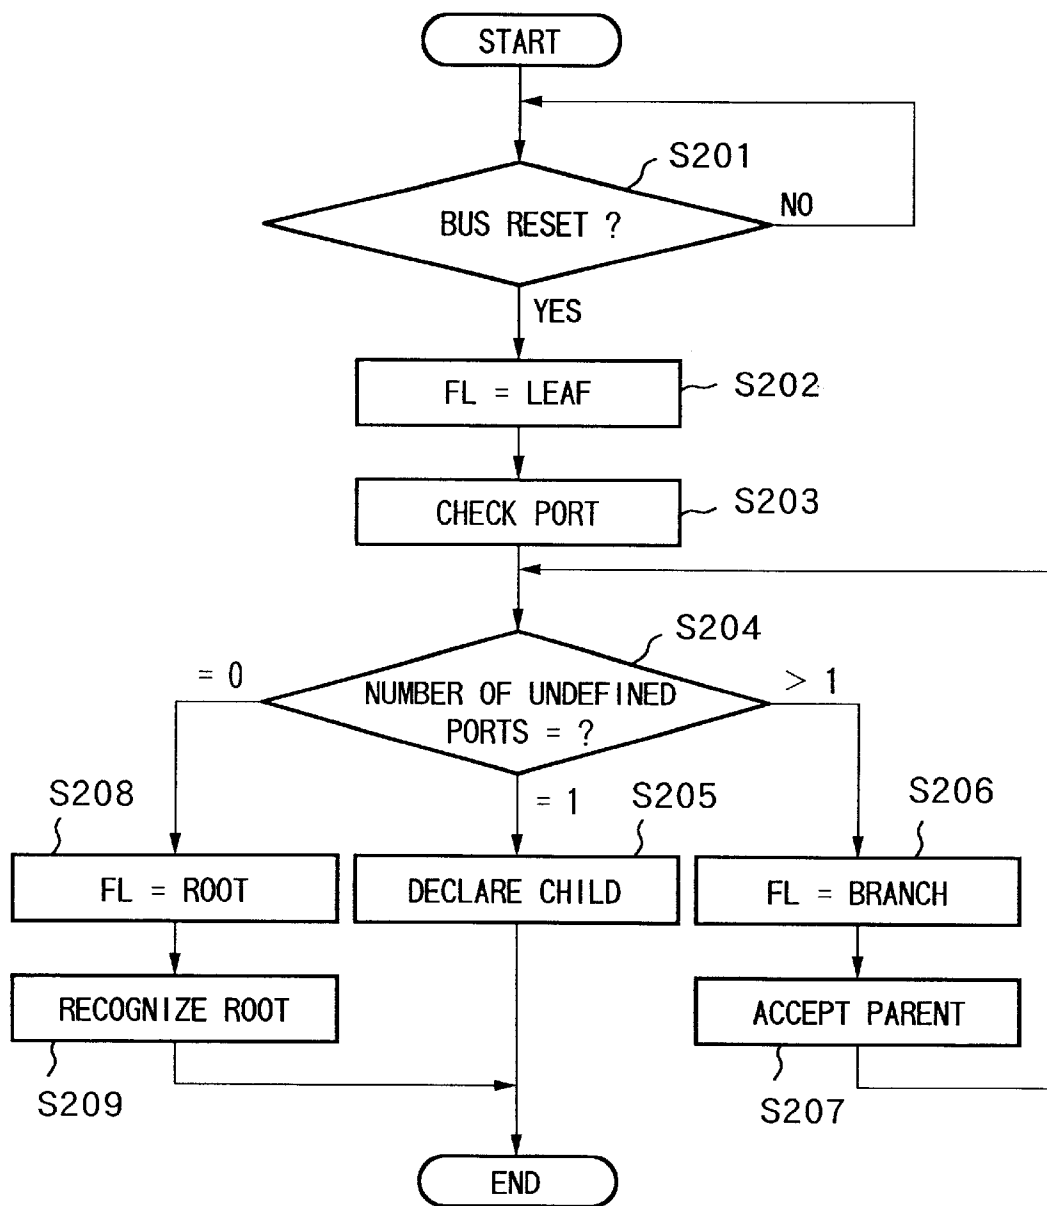 START
S201
BUS RESET ?
NO
YES
FL = LEAF
S202
CHECK PORT
S203
S204
= 0
NUMBER OF UNDEFINED
PORTS = ?
> 1
S208
= 1
S205
S206
FL = ROOT
DECLARE CHILD
FL = BRANCH
RECOGNIZE ROOT
ACCEPT PARENT
S209
S207
END